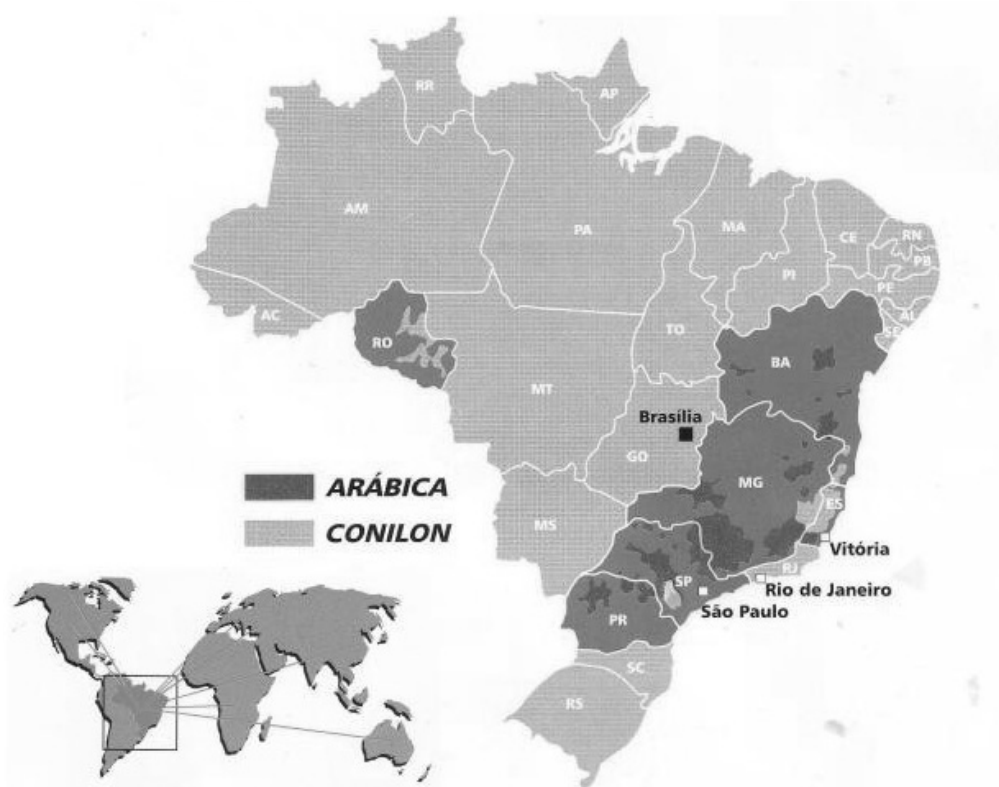 RR
AP
AM
PA
MA
CE
RN
PB
PI
PE
AL
SE
AC
RO
TO
BA
MT
Brasília
GO
MG
ARÁBICA
ES
CONILON
MS
Vitória
RJ
SP
Rio de Janeiro
São Paulo
PR
SC
RS